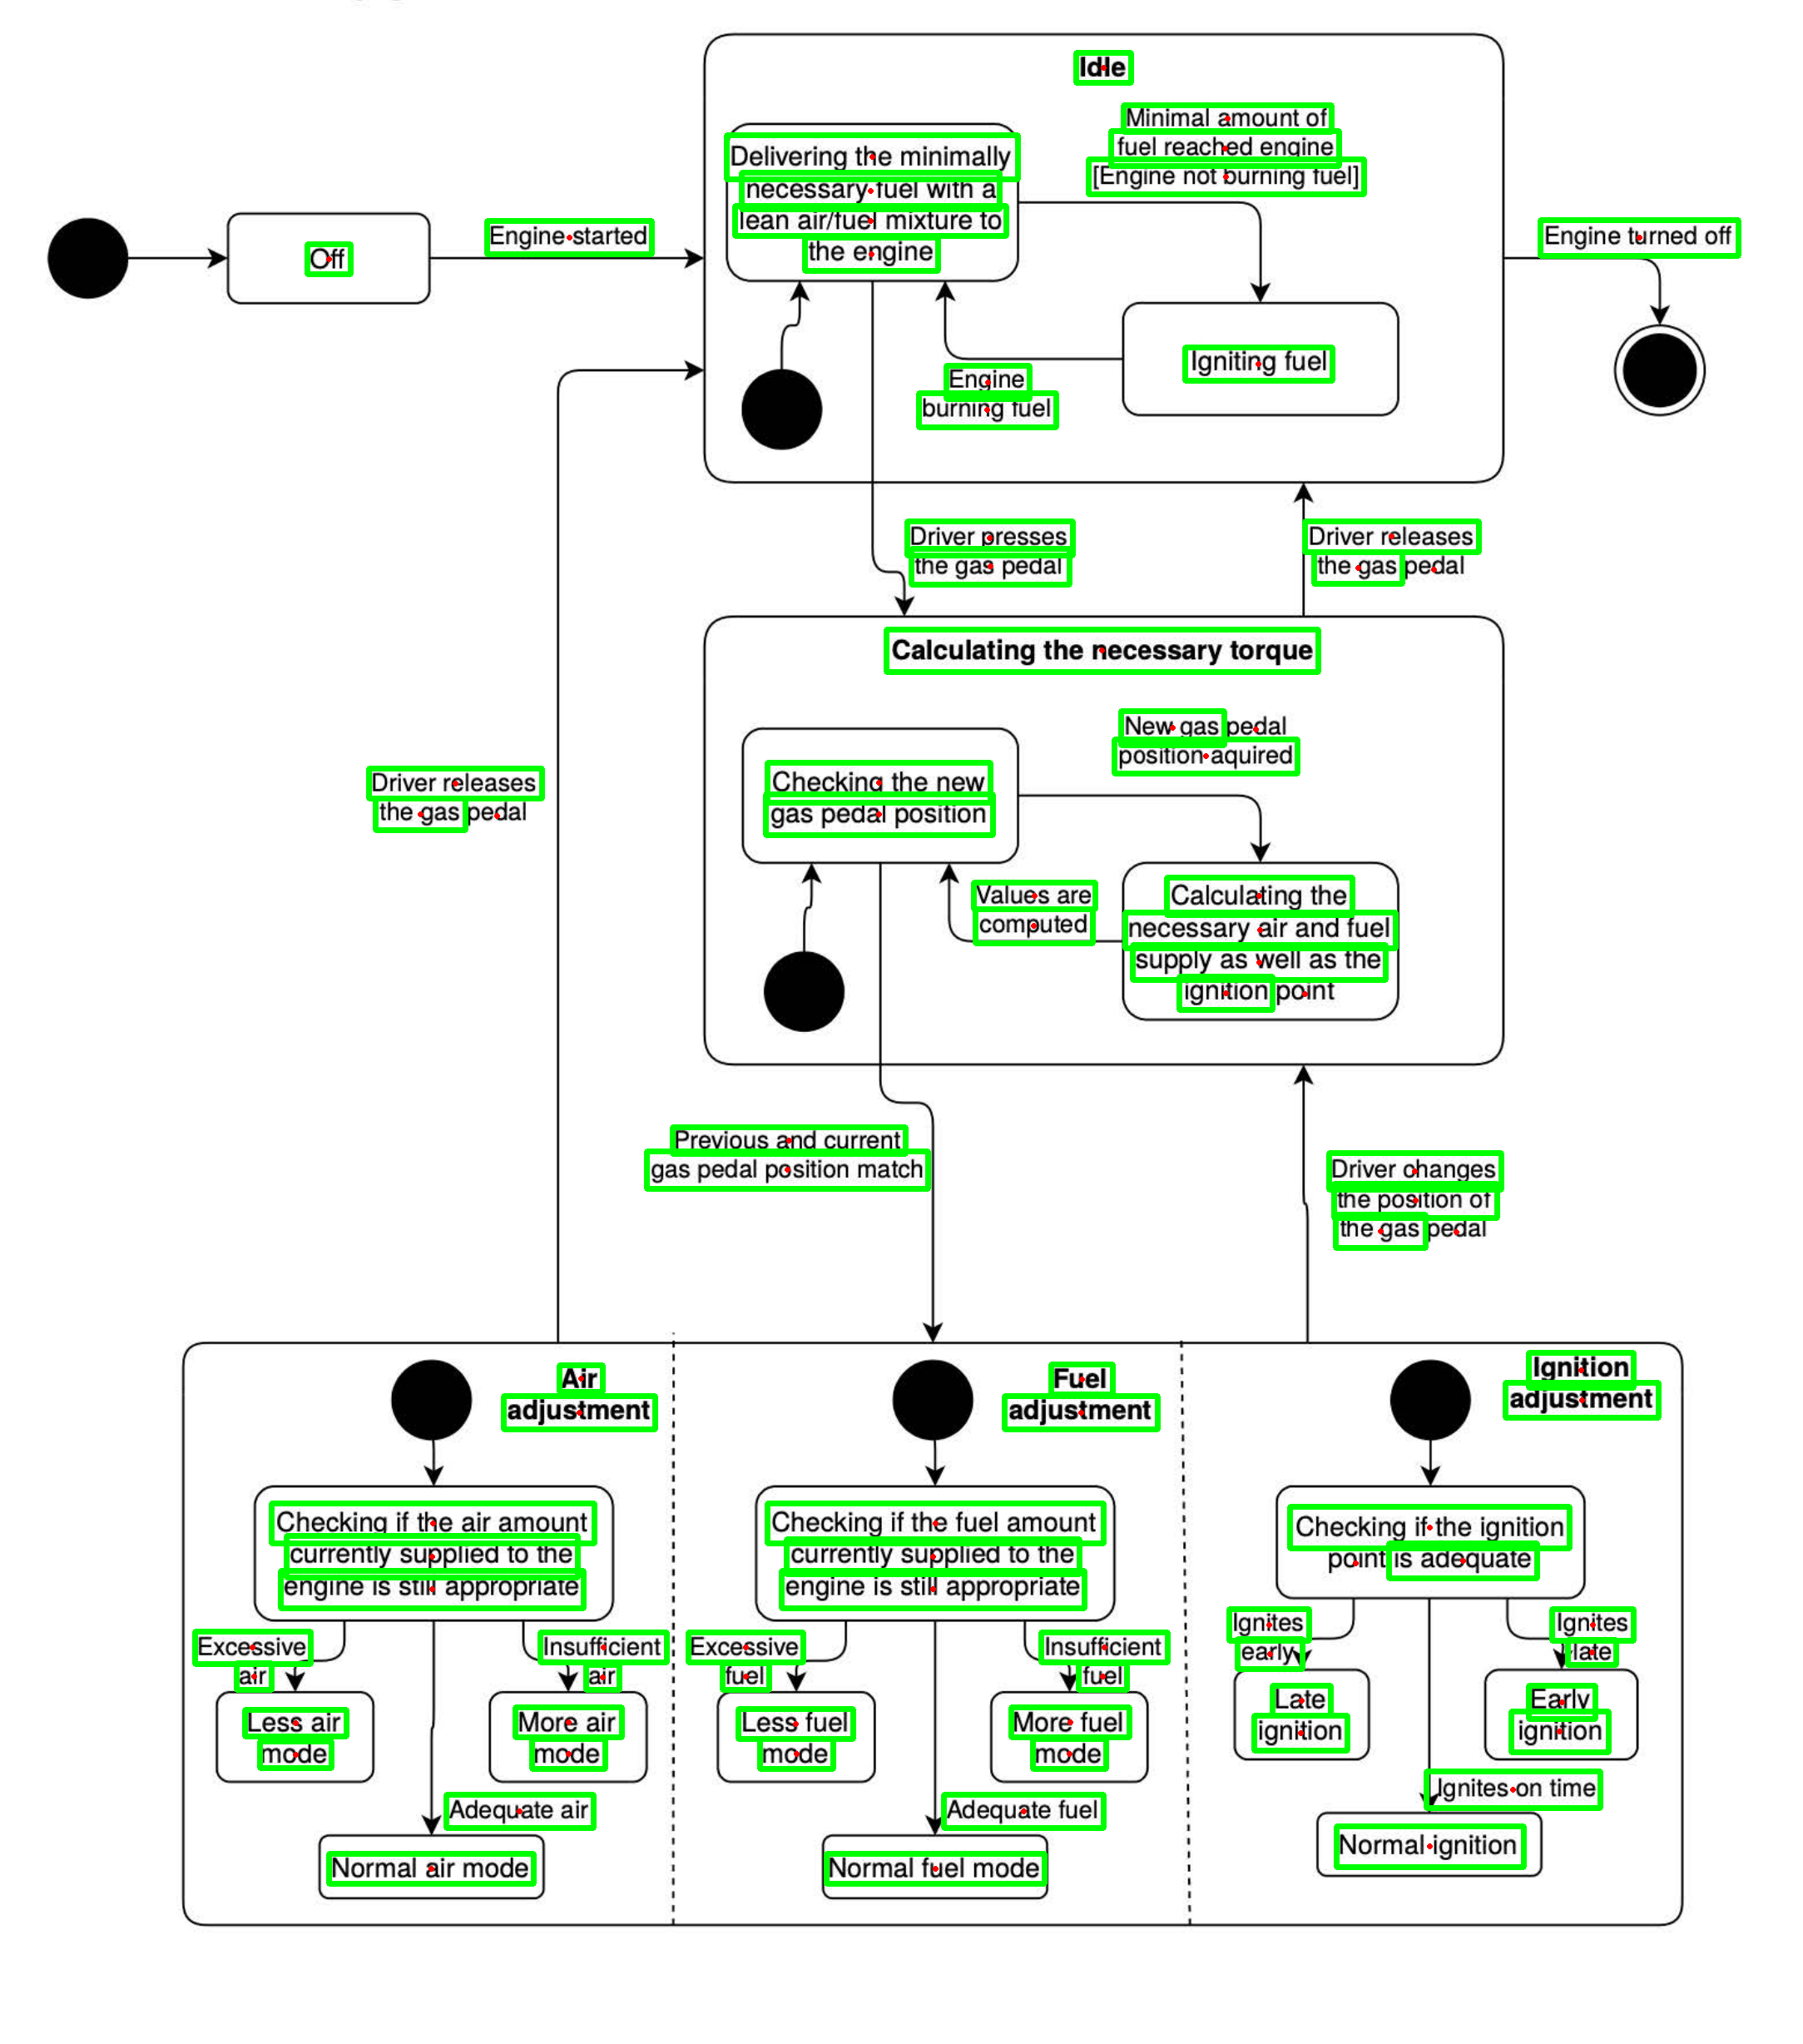 Idle
Minimal amount of
fuel reached engine
[Engine not burning fuel]
Delivering the minimally
necessary fuel with a
lean air/fuel mixture to
the engine
Off
Engine started
Engine turned off
Igniting fuel
Engine
burning fuel
Driver presses
the gas pedal
Driver releases
the gas pedal
Calculating the necessary torque
New gas pedal
position aquired
Checking the new
gas pedal position
Driver releases
the gas pedal
Values are
computed
Calculating the
necessary air and fuel
supply as well as the
ignition point
Previous and current
gas pedal position match
Driver changes
the position of
the gas pedal
Air
adjustment
Fuel
adjustment
Ignition
adjustment
Checking if the air amount
currently supplied to the
engine is still appropriate
Checking if the fuel amount
currently supplied to the
engine is still appropriate
Checking if the ignition
point is adequate
Excessive
air
Insufficient
air
Excessive
fuel
Insufficient
fuel
Ignites
early
Ignites
late
Less air
mode
More air
mode
Less fuel
mode
More fuel
mode
Late
ignition
Early
ignition
Adequate air
Adequate fuel
Ignites on time
Normal air mode
Normal fuel mode
Normal ignition